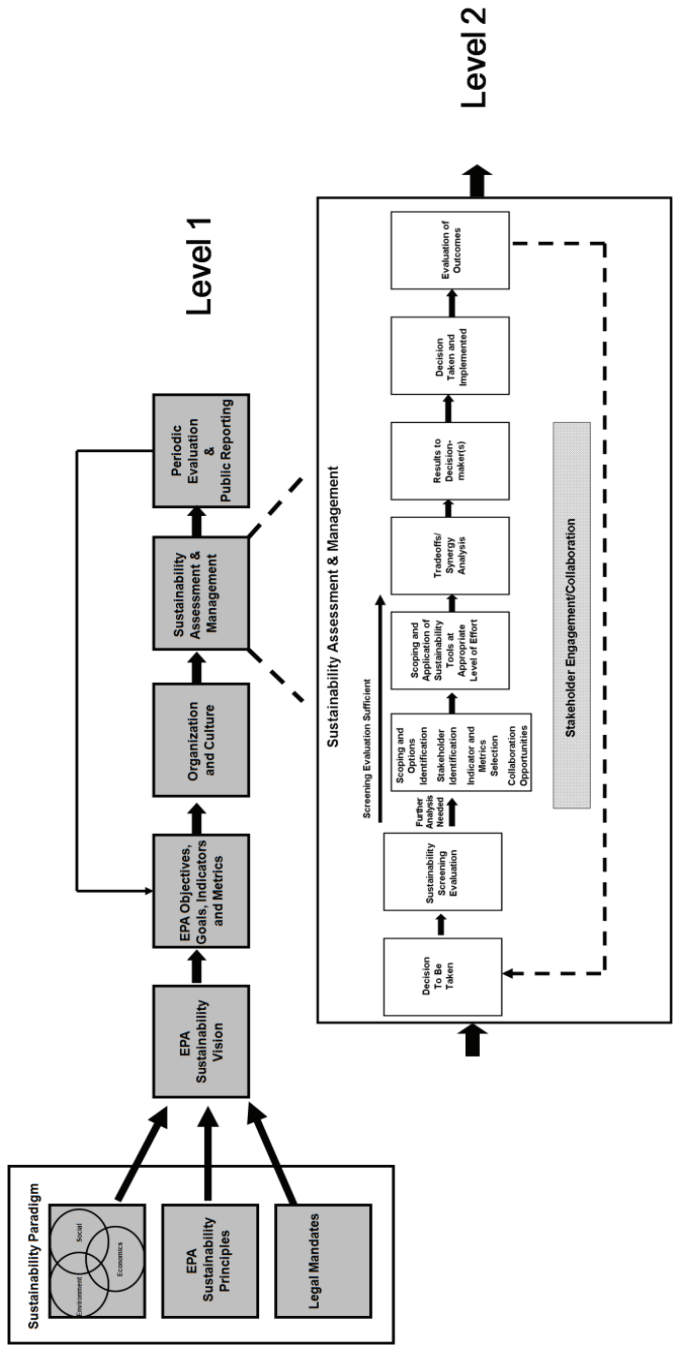 Sustainability Paradigm
Environment
Social
Economics
EPA
Sustainability
Principles
Legal Mandates
EPA
Sustainability
Vision
EPA Objectives,
Goals, Indicators
and Metrics
Organization
and Culture
Sustainability
Assessment &
Management
Periodic
Evaluation
&
Public Reporting
Level 1
Sustainability Assessment & Management
Decision
To Be
Taken
Sustainability
Screening
Evaluation
Screening Evaluation Sufficient
Further
Analysis
Needed
Scoping and
Options
Identification
Stakeholder
Identification
Indicator and
Metrics
Selection
Collaboration
Opportunities
Scoping and
Application of
Sustainability
Tools at
Appropriate
Level of Effort
Tradeoffs/
Synergy
Analysis
Results to
Decision-
maker(s)
Decision
Taken and
Implemented
Evaluation of
Outcomes
Stakeholder Engagement/Collaboration
Level 2